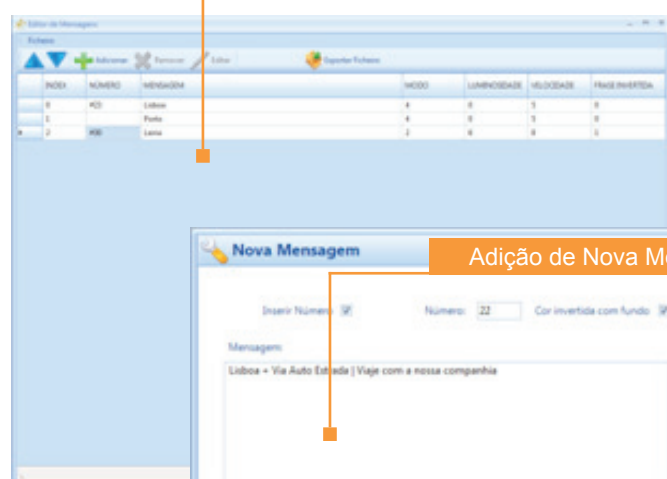 Editor de Mensagens
Ficheiro
Adicionar Remover Editar Exportar Ficheiro
INDEX NÚMERO MENSAGEM MODO LUMINOSIDADE VELOCIDADE FRASE INVERTIDA
0 #23 Lisboa 4 0 5 0
1 Porto 4 0 5 0
2 Leiria 2 1
Nova Mensagem
Adição de Nova Me
Inserir Número Número: 22 Cor invertida com fundo
Mensagem:
Lisboa + Via Auto Estrada | Viaje com a nossa companhia